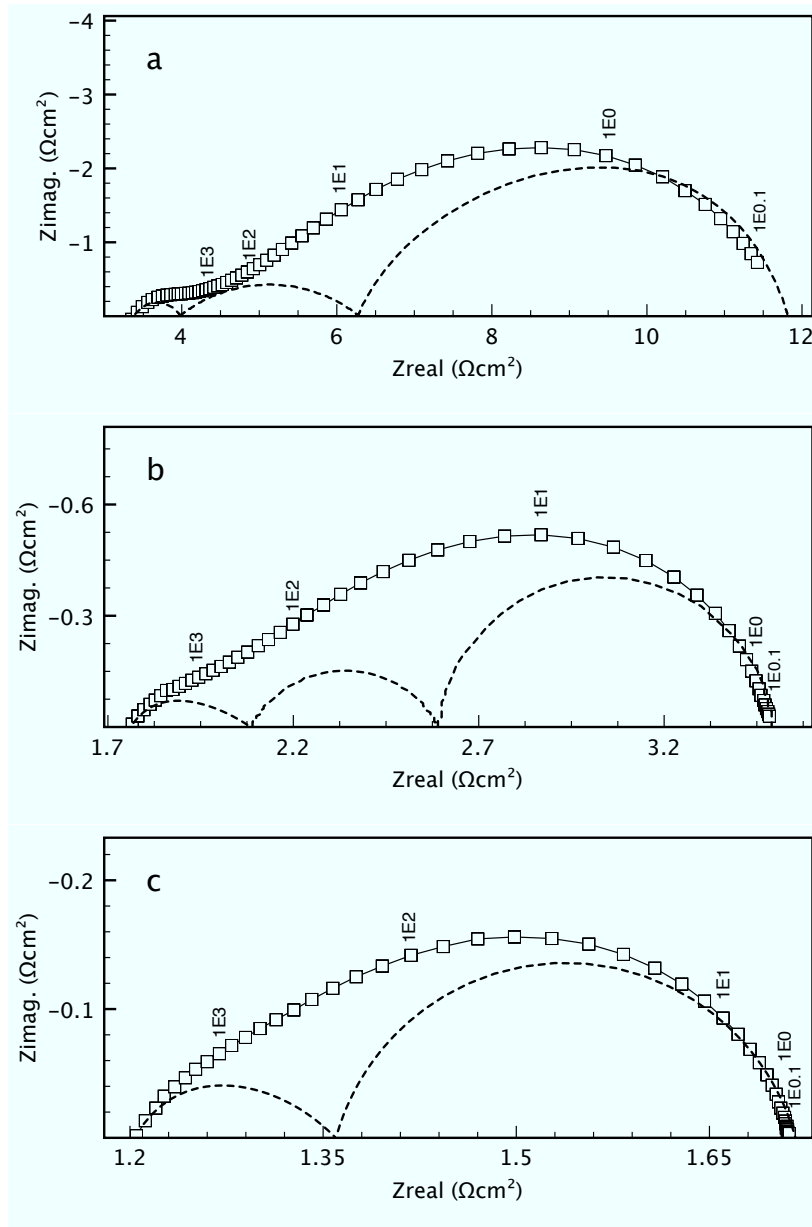 a
-4
-3
-2
-1
Zimag. (Ωcm²)
1E3
1E2
1E1
1E0
1E0.1
4
6
8
10
12
Zreal (Ωcm²)
b
-0.6
-0.3
Zimag. (Ωcm²)
1E3
1E2
1E1
1E0
1E0.1
1.7
2.2
2.7
3.2
Zreal (Ωcm²)
c
-0.2
-0.1
Zimag. (Ωcm²)
1E3
1E2
1E1
1E0
1E0.1
1.2
1.35
1.5
1.65
Zreal (Ωcm²)